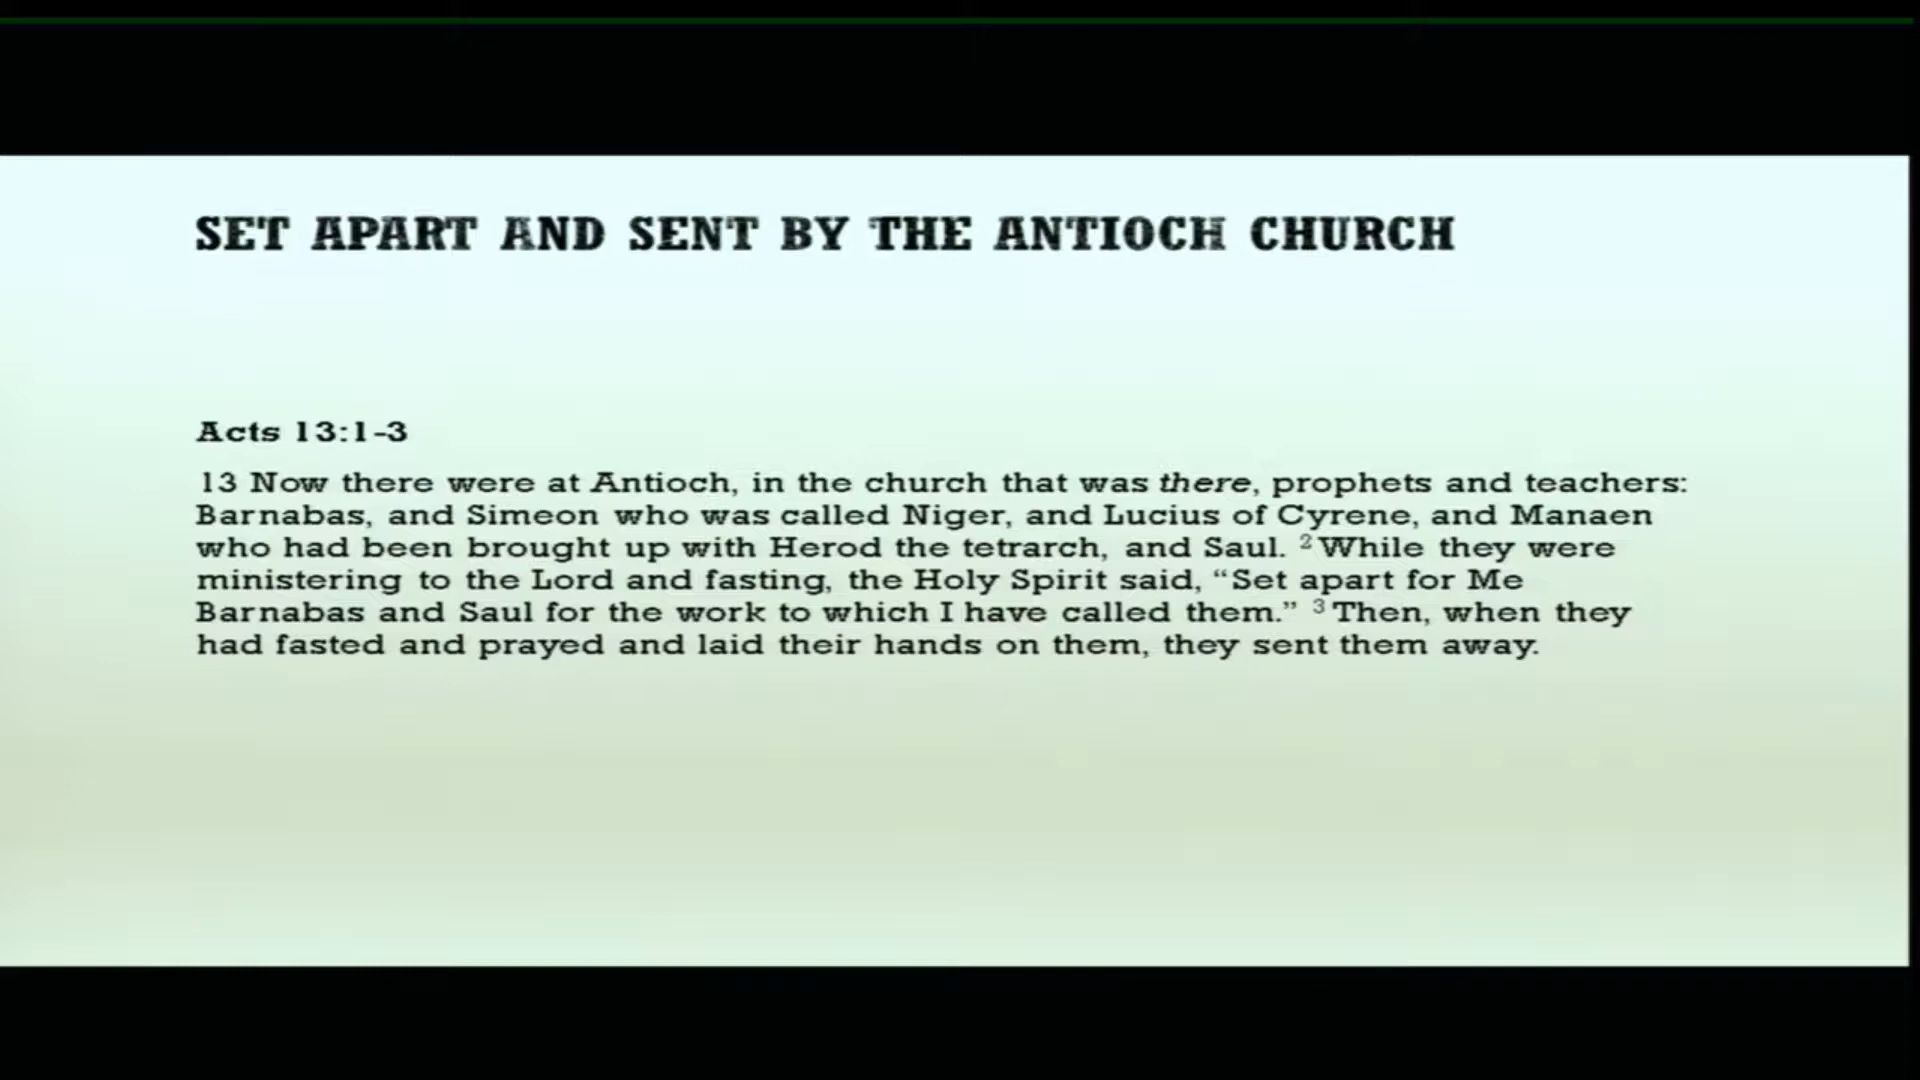 SET APART AND SENT BY THE ANTIOCH CHURCH
Acts 13:1-3
13 Now there were at Antioch, in the church that was there, prophets and teachers:
Barnabas, and Simeon who was called Niger, and Lucius of Cyrene, and Manaen
who had been brought up with Herod the tetrarch, and Saul. 2 While they were
ministering to the Lord and fasting, the Holy Spirit said, “Set apart for Me
Barnabas and Saul for the work to which I have called them.” 3 Then, when they
had fasted and prayed and laid their hands on them, they sent them away.